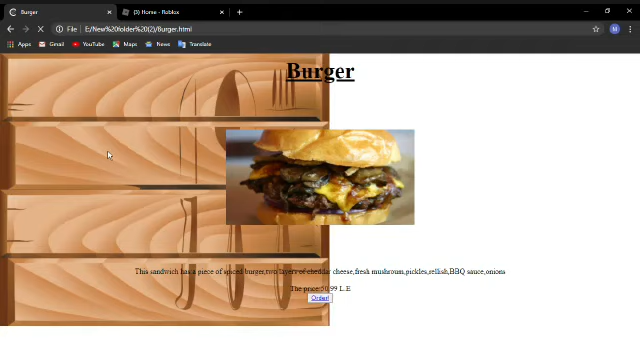 Burger
(3) Home - Roblox
File
E:/New%20folder%20(2)/Burger.html
Apps
Gmail
YouTube
Maps
News
Translate
Burger
This sandwich has a piece of spiced burger,two layers of cheddar cheese,fresh mushroum,pickles,rellish,BBQ sauce,onions
The price:50.99 L.E
Order!